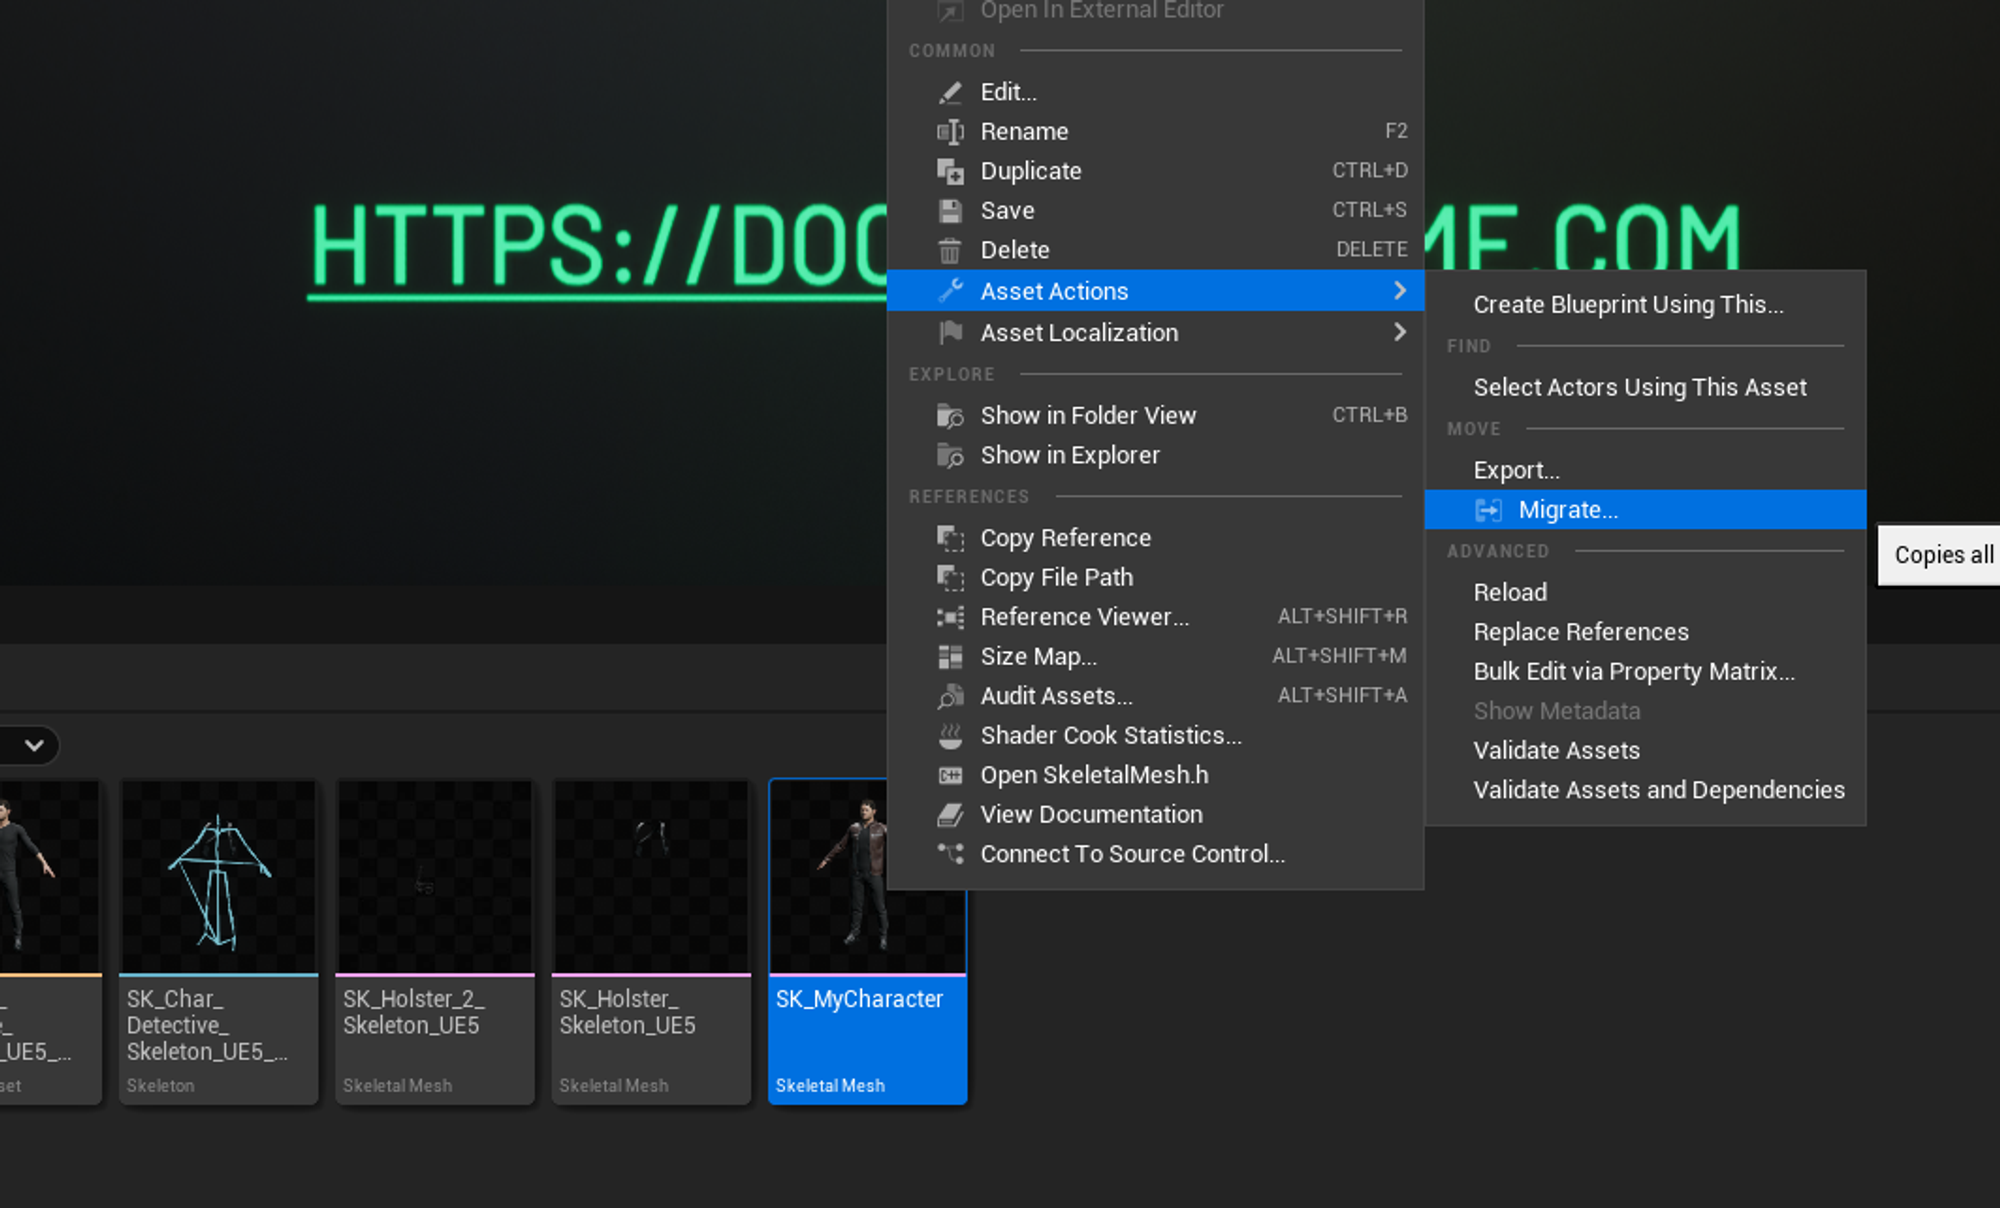 Open In External Editor
COMMON
Edit...
Rename F2
Duplicate CTRL+D
Save CTRL+S
Delete DELETE
Asset Actions
Asset Localization
EXPLORE
Show in Folder View CTRL+B
Show in Explorer
REFERENCES
Copy Reference
Copy File Path
Reference Viewer... ALT+SHIFT+R
Size Map... ALT+SHIFT+M
Audit Assets... ALT+SHIFT+A
Shader Cook Statistics...
Open SkeletalMesh.h
View Documentation
Connect To Source Control...
Create Blueprint Using This...
FIND
Select Actors Using This Asset
MOVE
Export...
Migrate...
ADVANCED
Reload
Replace References
Bulk Edit via Property Matrix...
Show Metadata
Validate Assets
Validate Assets and Dependencies
Copies all
HTTPS://DOC
.COM
_UE5_...
SK_Char_
Detective_
Skeleton_UE5_...
Skeleton
SK_Holster_2_
Skeleton_UE5
Skeletal Mesh
SK_Holster_
Skeleton_UE5
Skeletal Mesh
SK_MyCharacter
Skeletal Mesh